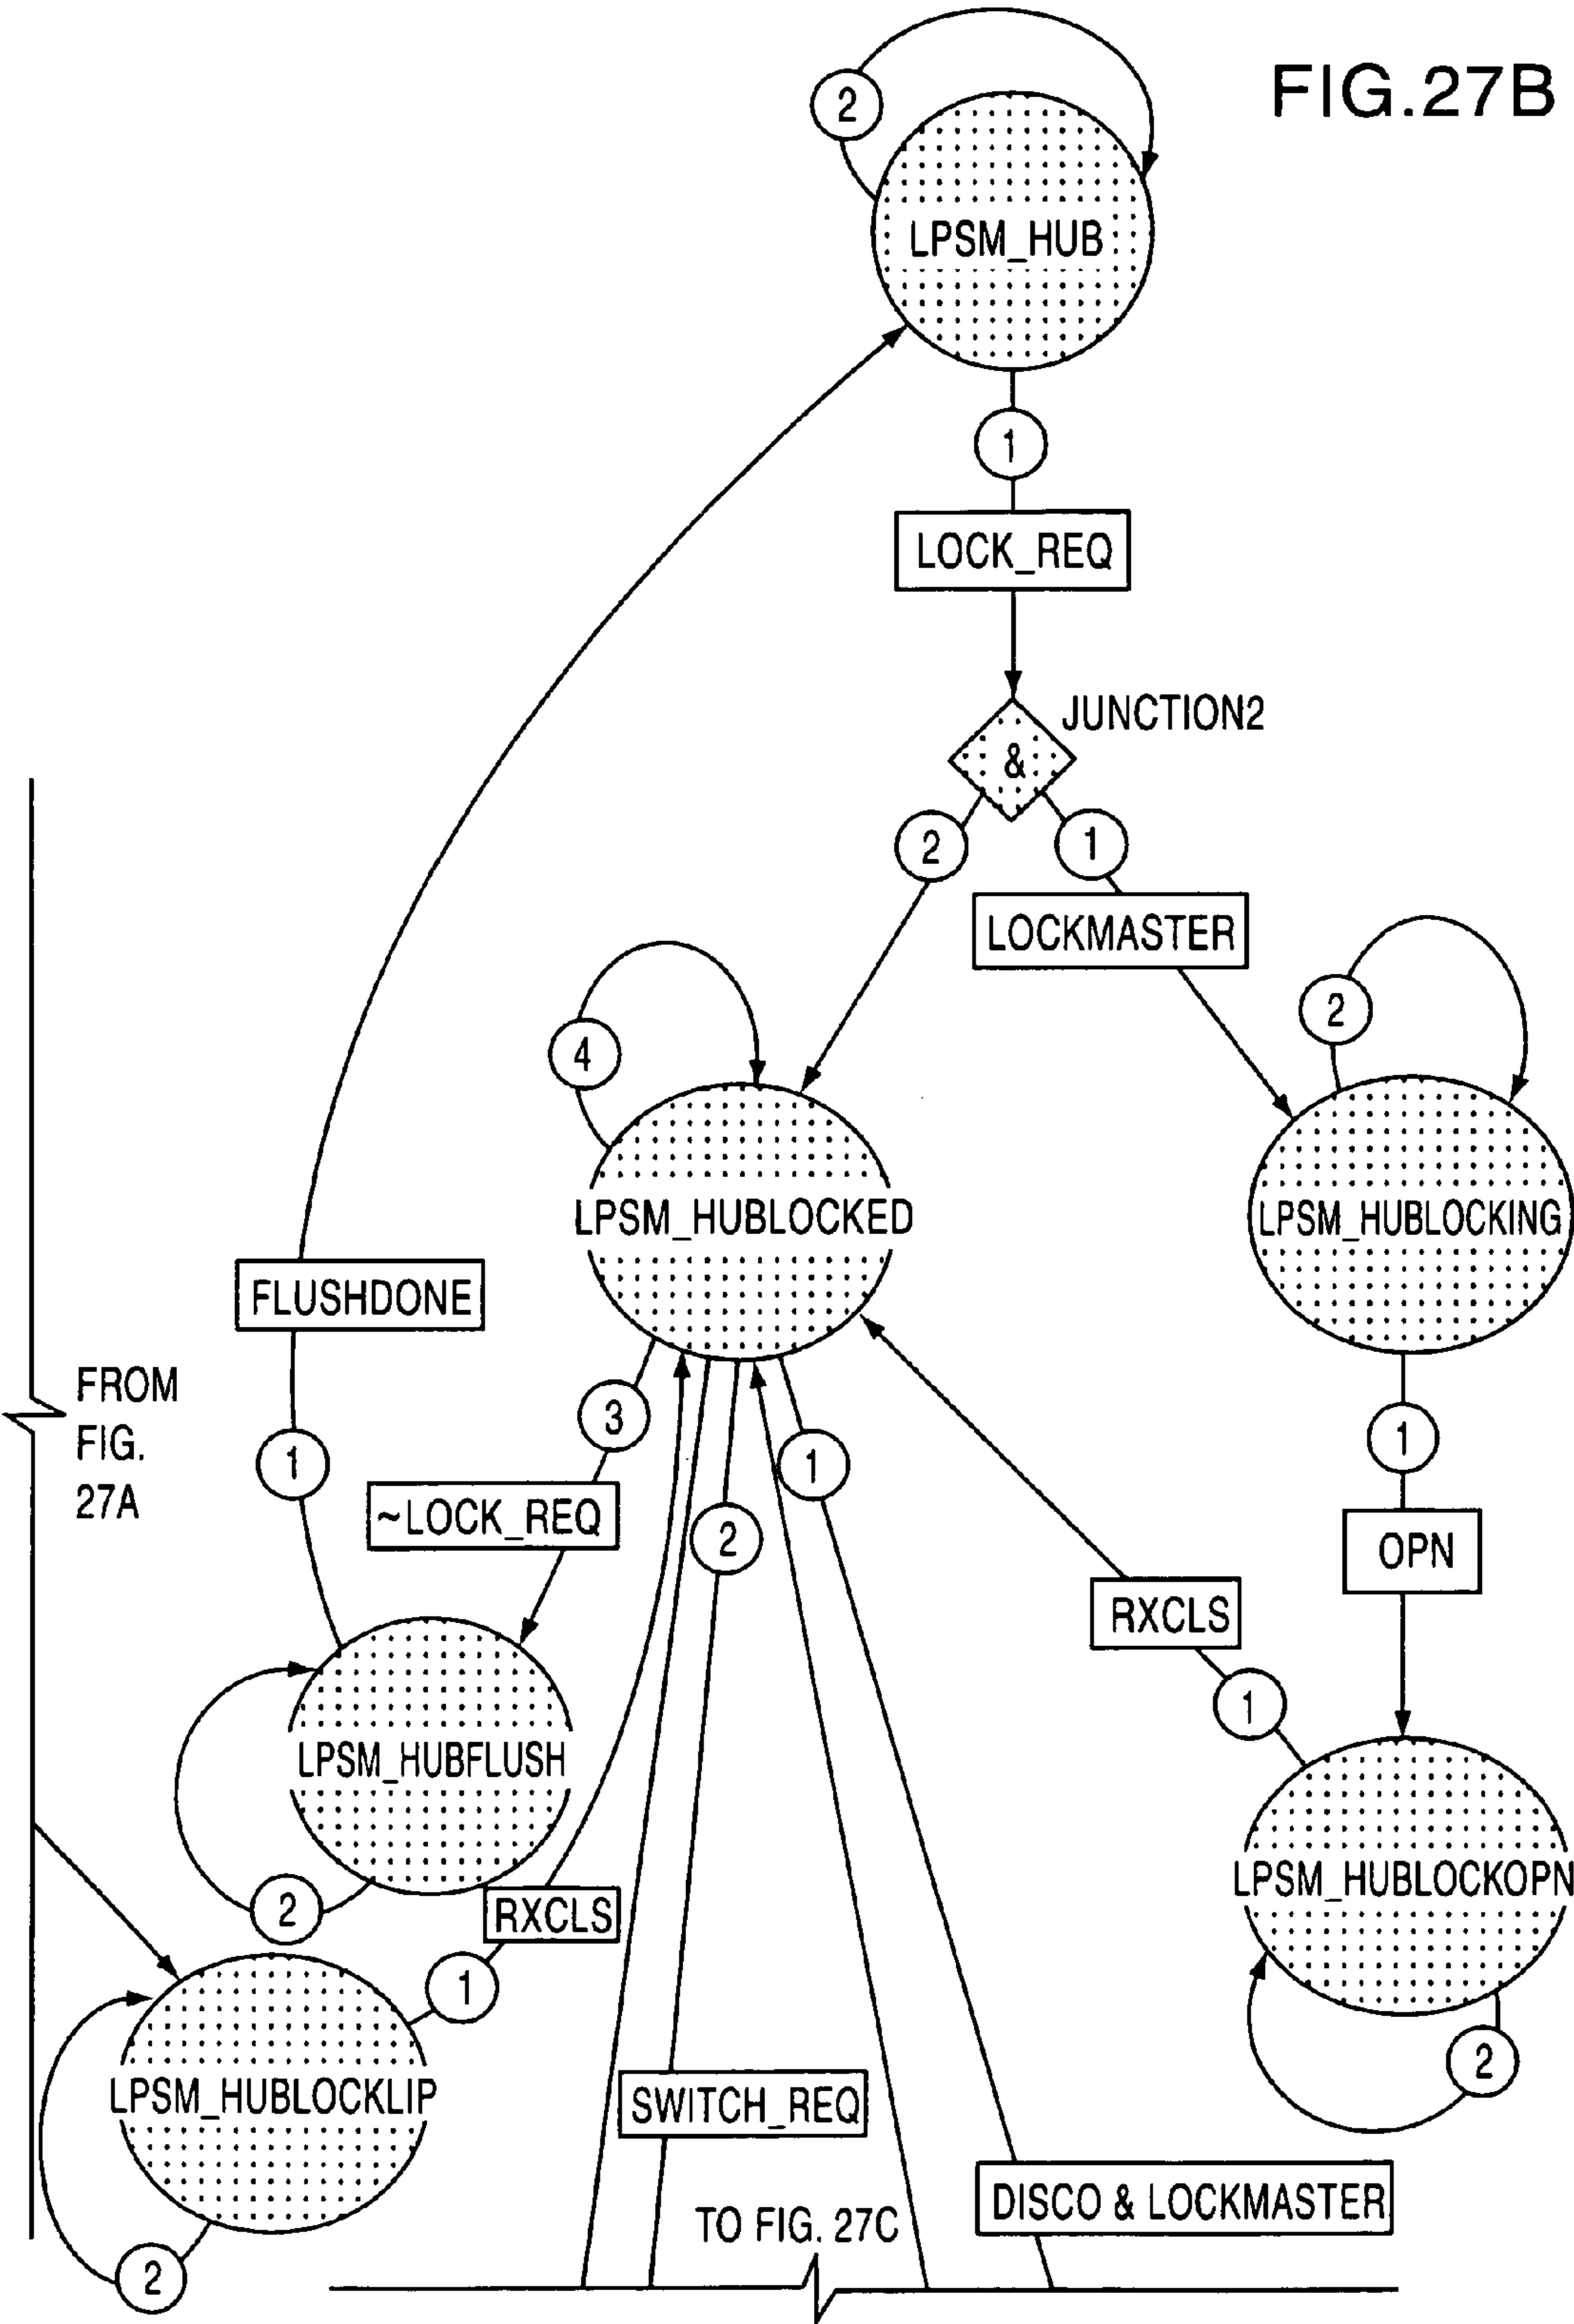 FIG.27B
2
LPSM_HUB
1
LOCK_REQ
JUNCTION2
&
2
1
LOCKMASTER
4
2
LPSM_HUBLOCKED
LPSM_HUBLOCKING
FLUSHDONE
FROM
FIG.
27A
3
1
1
1
~LOCK_REQ
2
OPN
RXCLS
1
LPSM_HUBFLUSH
LPSM_HUBLOCKOPN
2
RXCLS
1
2
LPSM_HUBLOCKLIP
SWITCH_REQ
DISCO & LOCKMASTER
TO FIG. 27C
2